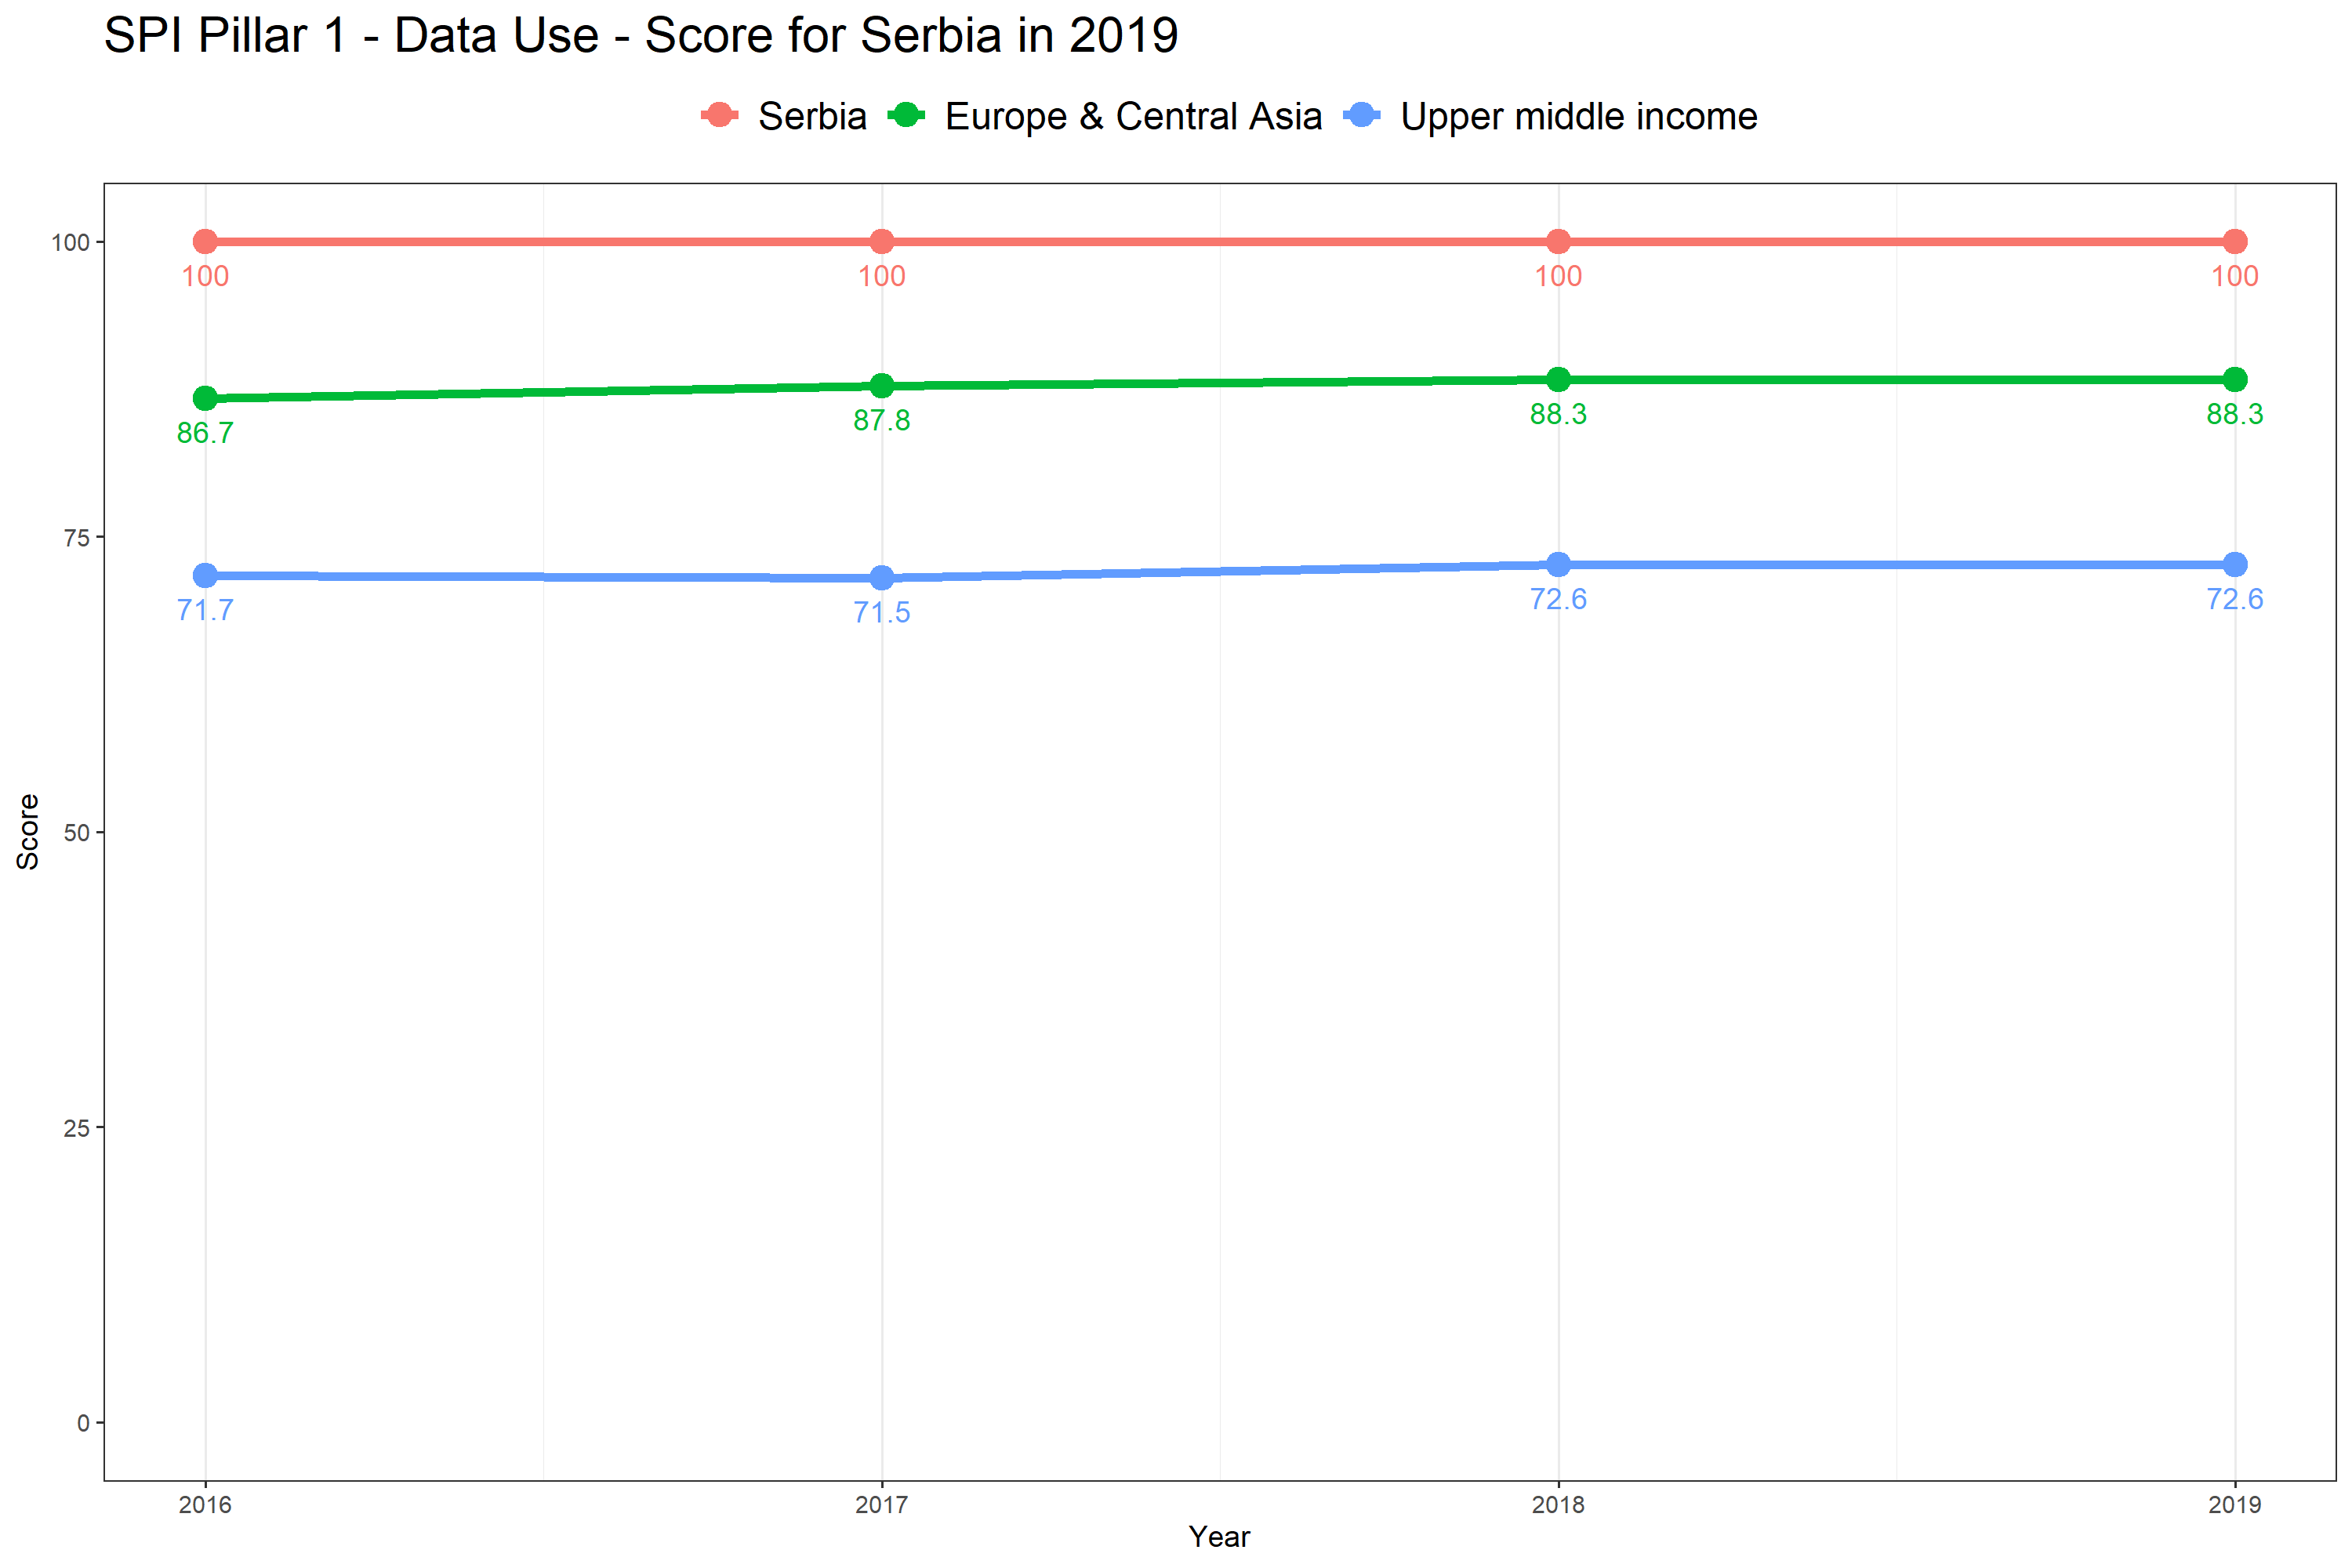 SPI Pillar 1 - Data Use - Score for Serbia in 2019
Serbia Europe & Central Asia Upper middle income
100
100 100 100 100
86.7 87.8 88.3 88.3
75
71.7 71.5 72.6 72.6
50
Score
25
0
2016 2017 2018 2019
Year